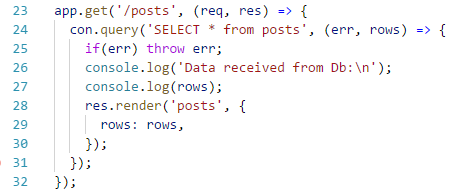 23 app.get('/posts', (req, res) => {
24   con.query('SELECT * from posts', (err, rows) => {
25     if(err) throw err;
26     console.log('Data received from Db:\n');
27     console.log(rows);
28     res.render('posts', {
29       rows: rows,
30     });
31   });
32 });